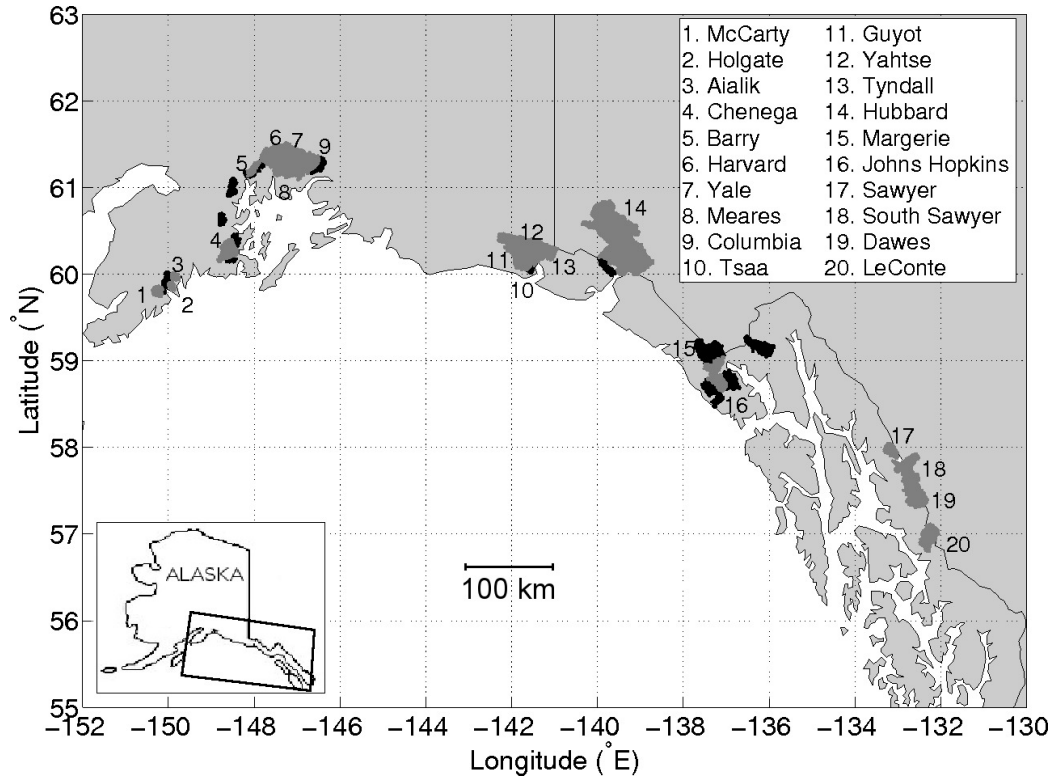 63
62
61
60
59
58
57
56
55
Latitude (°N)
1. McCarty
2. Holgate
3. Aialik
4. Chenega
5. Barry
6. Harvard
7. Yale
8. Meares
9. Columbia
10. Tsaa
11. Guyot
12. Yahtse
13. Tyndall
14. Hubbard
15. Margerie
16. Johns Hopkins
17. Sawyer
18. South Sawyer
19. Dawes
20. LeConte
6
7
9
5
8
4
3
1
2
14
12
11
13
10
15
16
17
18
19
20
ALASKA
100 km
−152
−150
−148
−146
−144
−142
−140
−138
−136
−134
−132
−130
Longitude (°E)